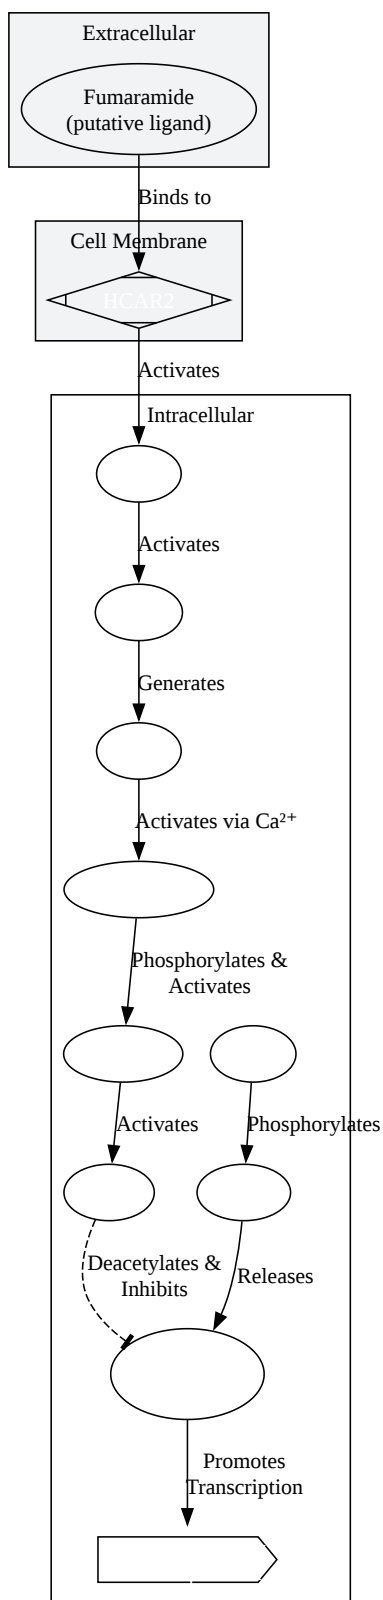 Extracellular
Fumaramide
(putative ligand)
Binds to
Cell Membrane
HCAR2
Activates
Intracellular
Activates
Generates
Activates via Ca²⁺
Phosphorylates &
Activates
Activates
Phosphorylates
Deacetylates &
Inhibits
Releases
Promotes
Transcription